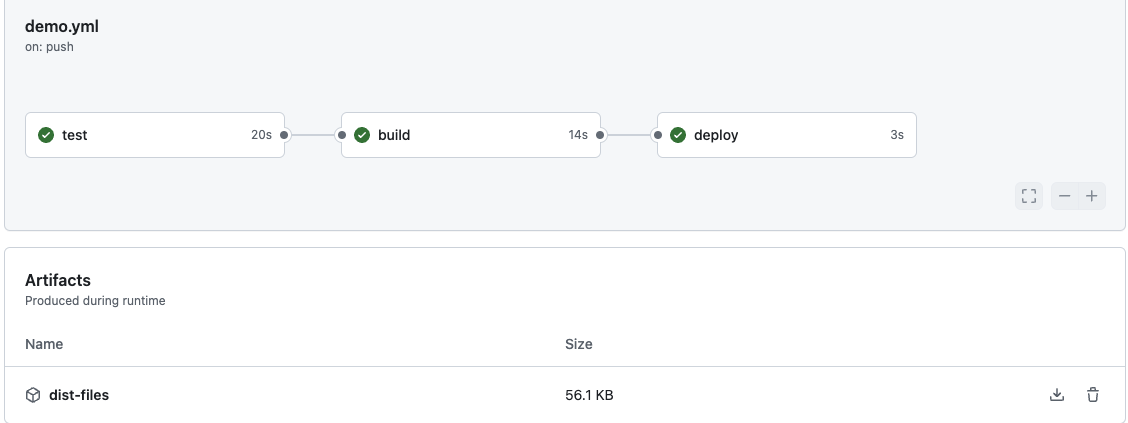 demo.yml
on: push
test 20s
build 14s
deploy 3s
Artifacts
Produced during runtime
Name Size
dist-files 56.1 KB